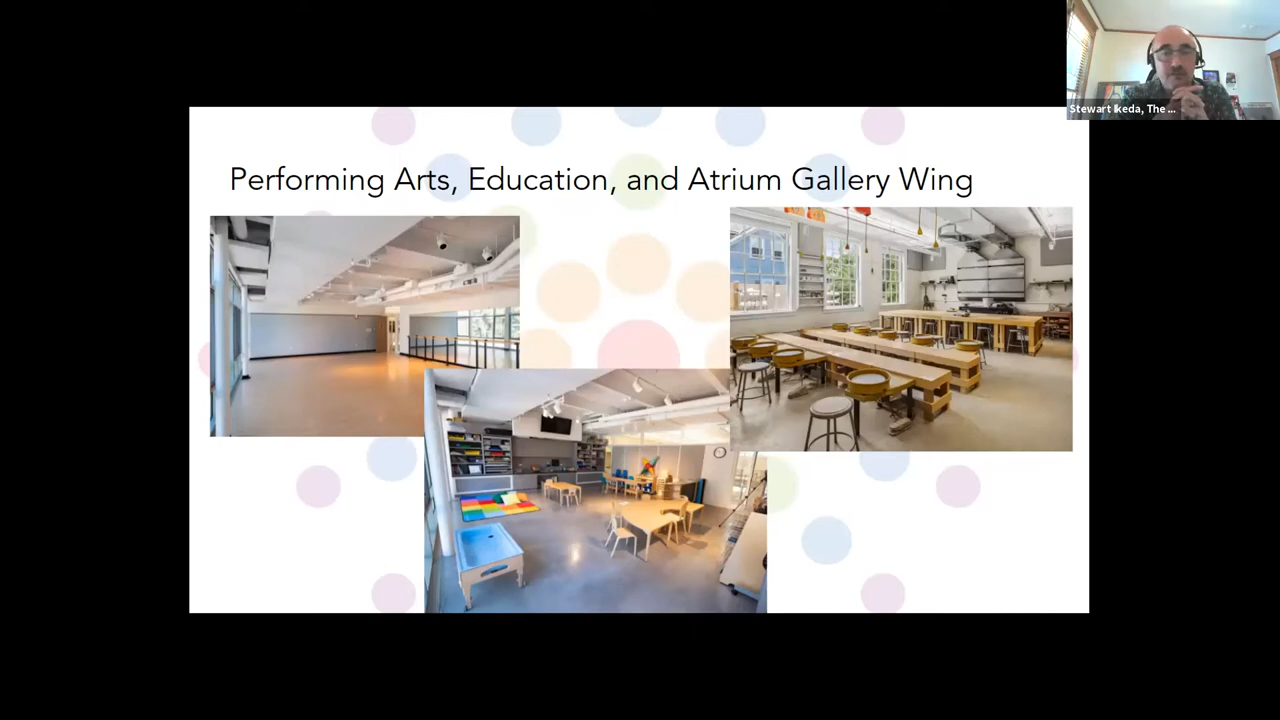 Stewart Ikeda, The ...
Performing Arts, Education, and Atrium Gallery Wing